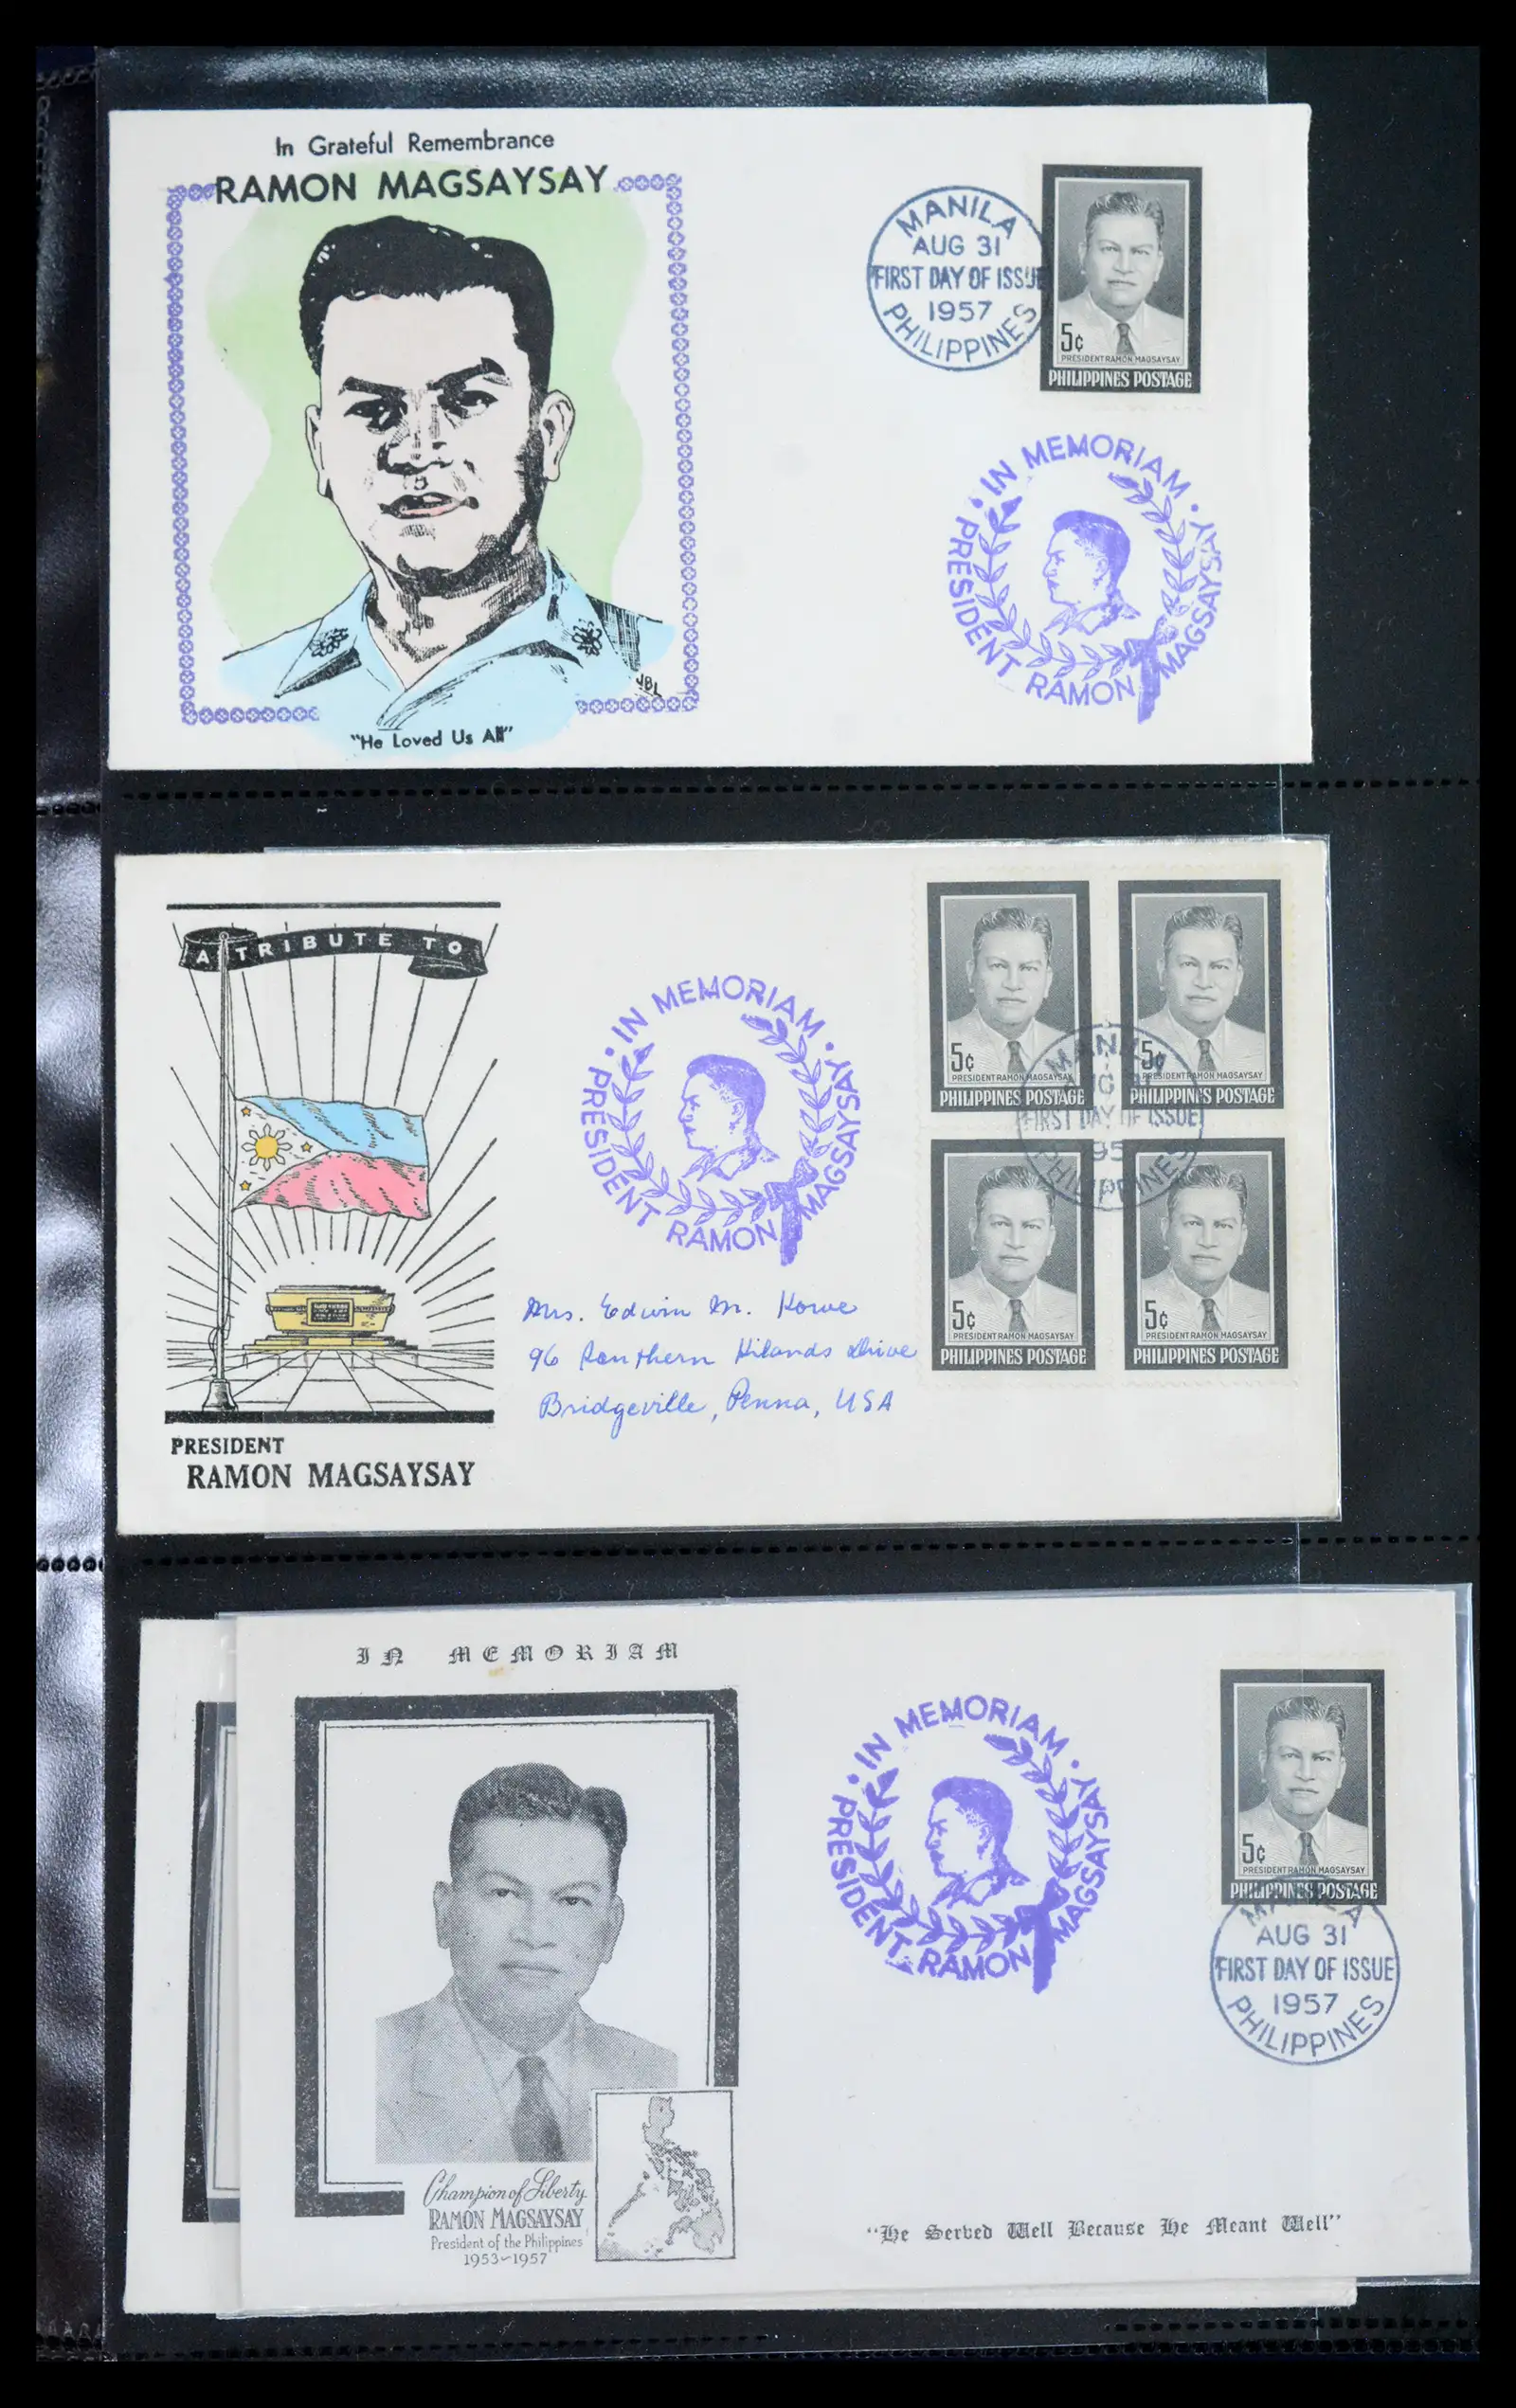 In Grateful Remembrance
RAMON MAGSAYSAY
JBL
"He Loved Us All"
MANILA
AUG 31
FIRST DAY OF ISSUE
1957
PHILIPPINES
5¢
PRESIDENT RAMON MAGSAYSAY
PHILIPPINES POSTAGE
· IN MEMORIAM ·
PRESIDENT RAMON MAGSAYSAY
A TRIBUTE TO
PRESIDENT
RAMON MAGSAYSAY
· IN MEMORIAM ·
PRESIDENT RAMON MAGSAYSAY
Mrs. Edwin M.
96 Hilands Drive
Bridgeville, Penna, USA
5¢
PRESIDENT RAMON MAGSAYSAY
PHILIPPINES POSTAGE
5¢
PRESIDENT RAMON MAGSAYSAY
PHILIPPINES POSTAGE
MANILA
AUG 31
FIRST DAY OF ISSUE
195
PHILIPPINES
5¢
PRESIDENT RAMON MAGSAYSAY
PHILIPPINES POSTAGE
5¢
PRESIDENT RAMON MAGSAYSAY
PHILIPPINES POSTAGE
IN MEMORIAM
Champion of Liberty
RAMON MAGSAYSAY
President of the Philippines
1953-1957
· IN MEMORIAM ·
PRESIDENT RAMON MAGSAYSAY
5¢
PRESIDENT RAMON MAGSAYSAY
PHILIPPINES POSTAGE
MANILA
AUG 31
FIRST DAY OF ISSUE
1957
PHILIPPINES
"He Served Well Because He Meant Well"